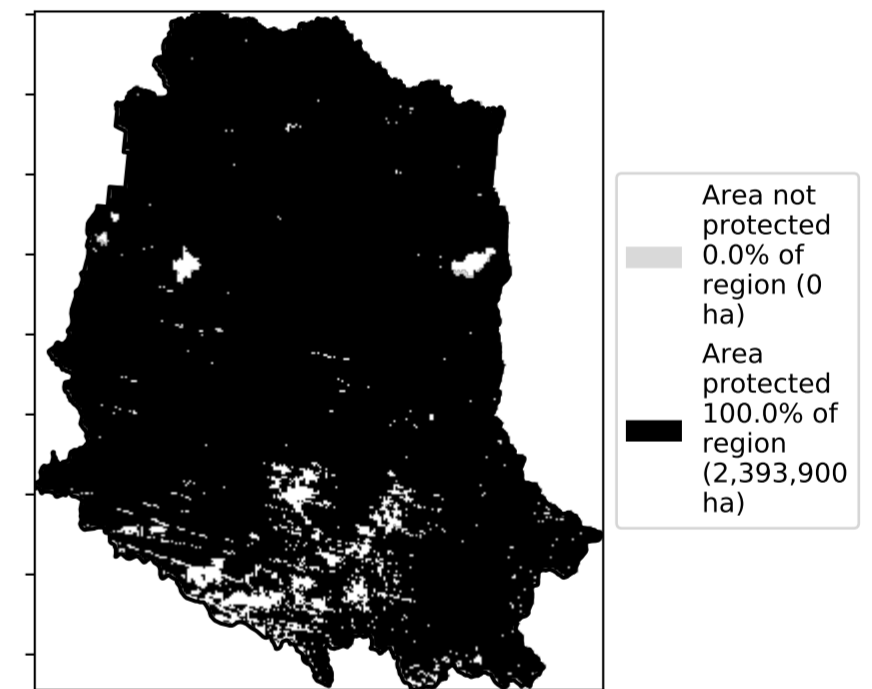 Area not
protected
0.0% of
region (0
ha)
Area
protected
100.0% of
region
(2,393,900
ha)